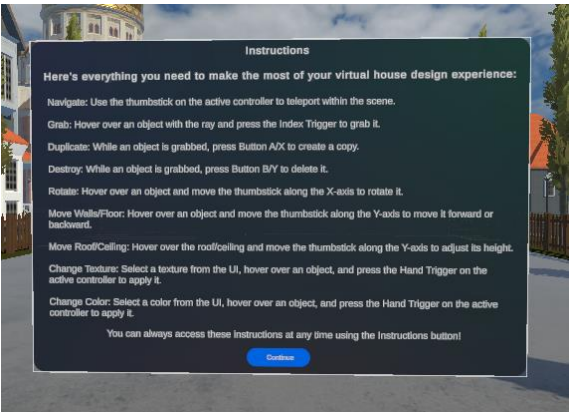 Instructions
Here's everything you need to make the most of your virtual house design experience:
Navigate: Use the thumbstick on the active controller to teleport within the scene.
Grab: Hover over an object with the ray and press the Index Trigger to grab it.
Duplicate: While an object is grabbed, press Button A/X to create a copy.
Destroy: While an object is grabbed, press Button B/Y to delete it.
Rotate: Hover over an object and move the thumbstick along the X-axis to rotate it.
Move Walls/Floor: Hover over an object and move the thumbstick along the Y-axis to move it forward or
backward.
Move Roof/Ceiling: Hover over the roof/ceiling and move the thumbstick along the Y-axis to adjust its height.
Change Texture: Select a texture from the UI, hover over an object, and press the Hand Trigger on the
active controller to apply it.
Change Color: Select a color from the UI, hover over an object, and press the Hand Trigger on the active
controller to apply it.
You can always access these instructions at any time using the Instructions button!
Continue